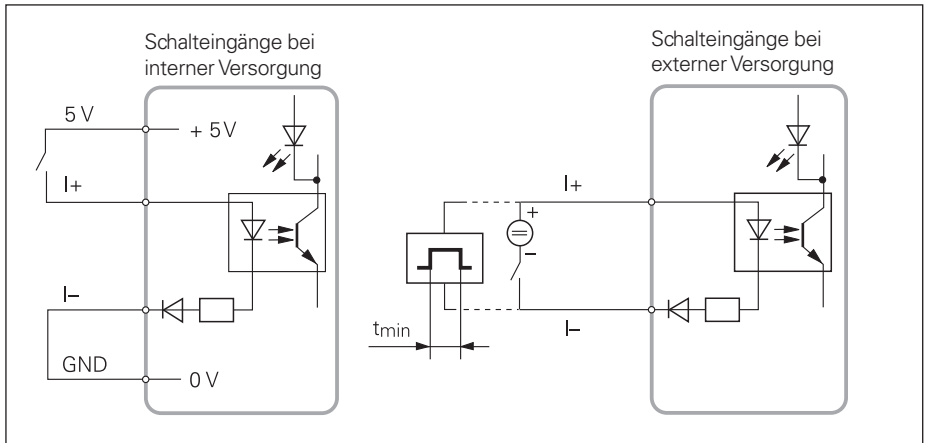 Schalteingänge bei
interner Versorgung
5 V
+ 5 V
I+
I–
GND
0 V
Schalteingänge bei
externer Versorgung
I+
+
–
I–
tmin